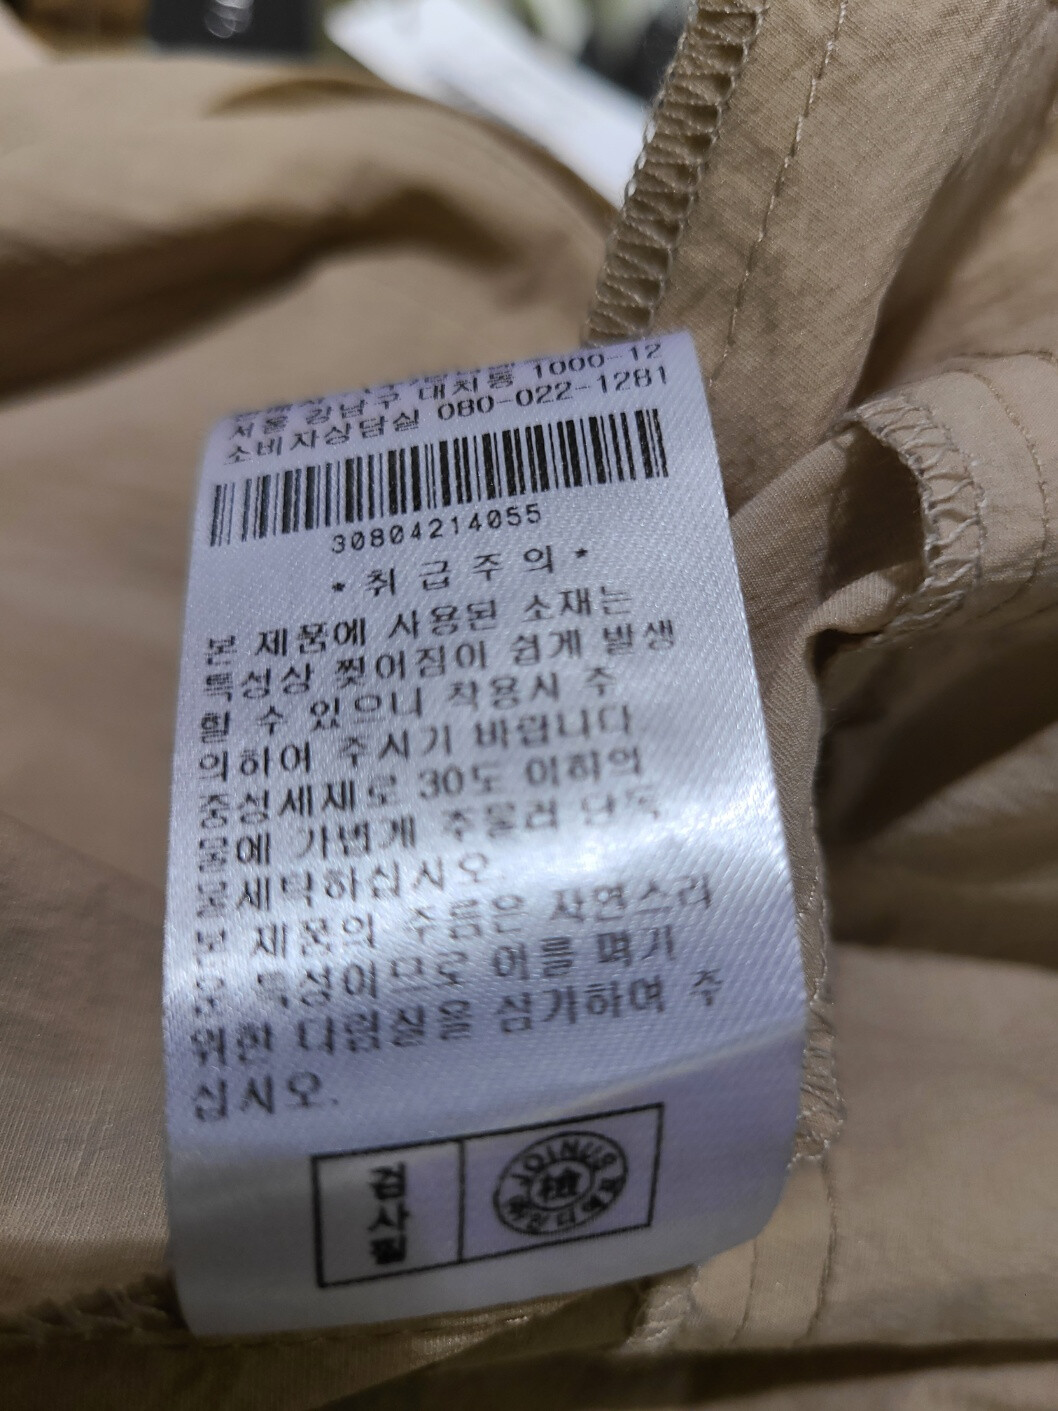 서울 강남구 대치동 1000-12
소비자상담실 080-022-1281
30804214055
* 취 급 주 의 *
본 제품에 사용된 소재는
특성상 찢어짐이 쉽게 발생
할 수 있으니 착용시 주
의하여 주시기 바랍니다
중성세제로 30도 이하의
물에 가볍게 주물러 단독
물세탁하십시오.
본 제품의 주름은 자연스러
운 특성이므로 이를 펴기
위한 다림질을 삼가하여 주
십시오.
검사필
JOINUS
檢